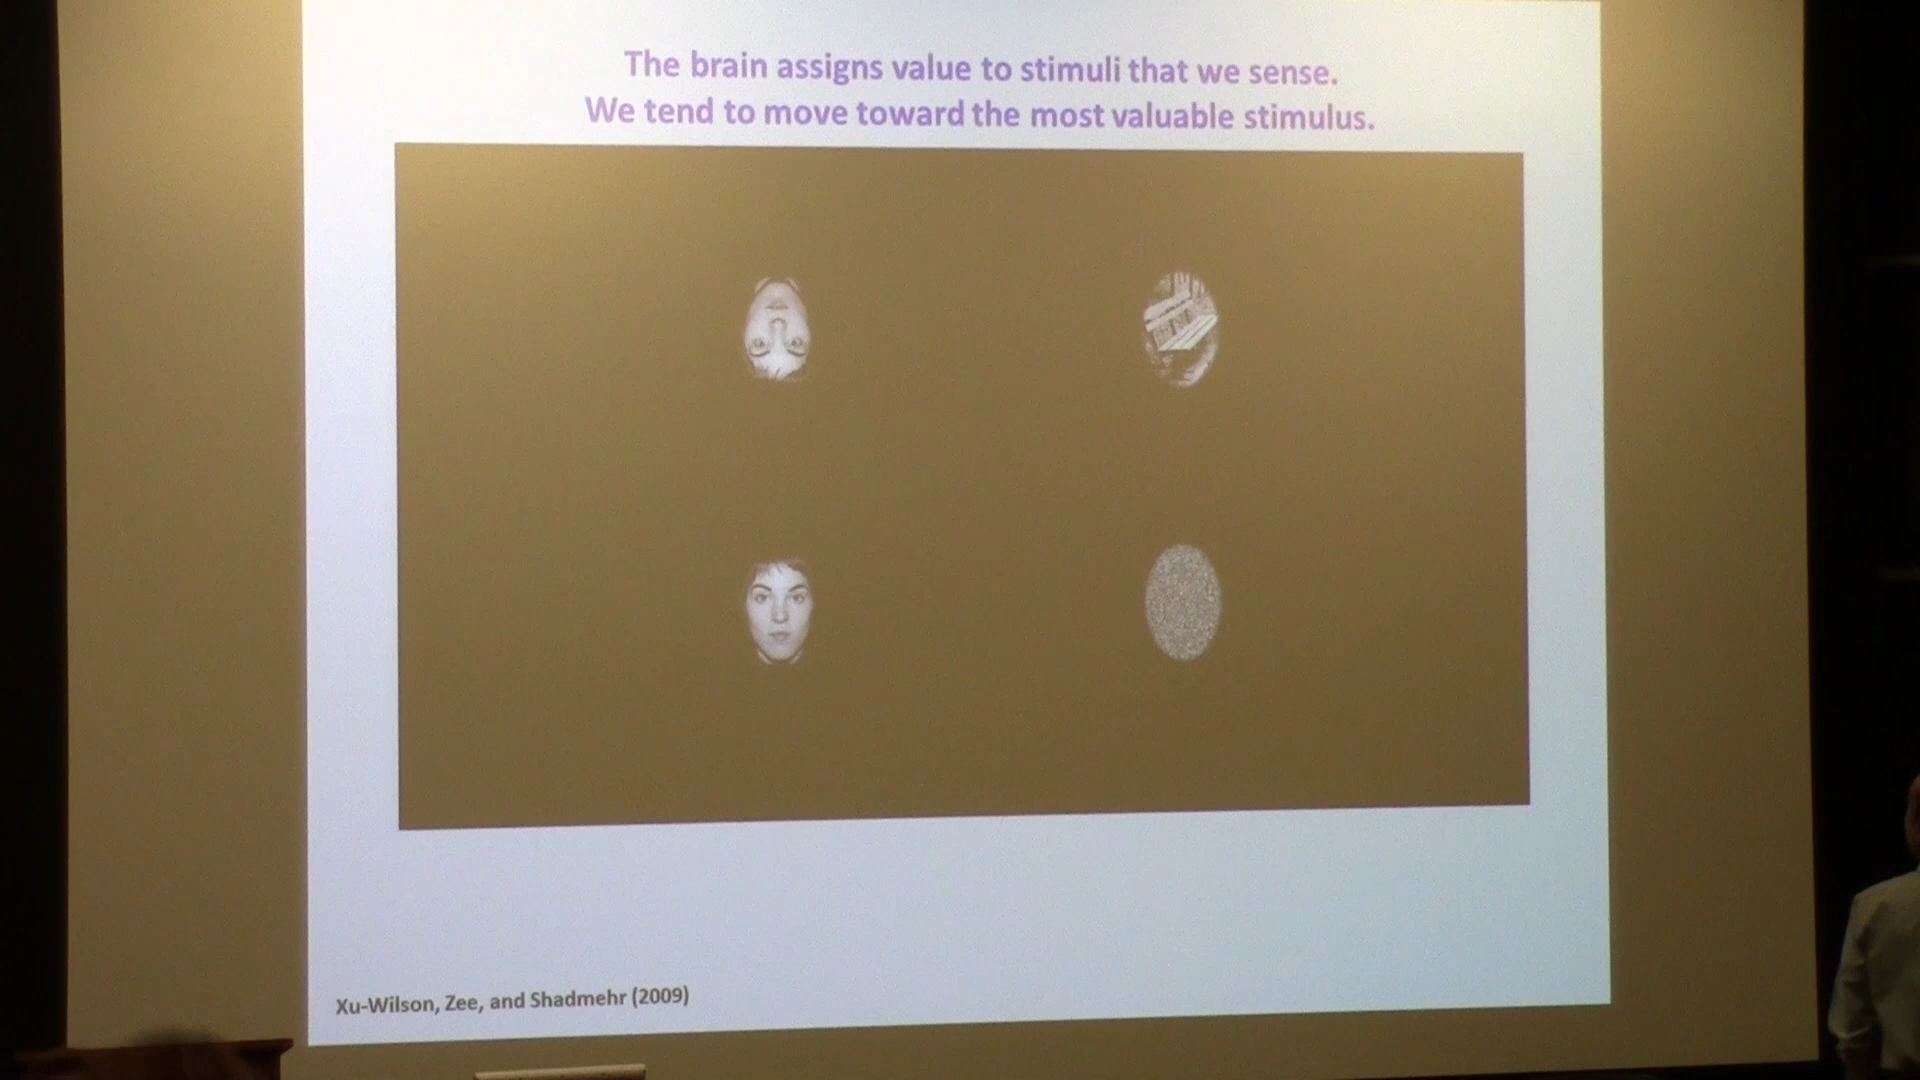 The brain assigns value to stimuli that we sense.
We tend to move toward the most valuable stimulus.
Xu-Wilson, Zee, and Shadmehr (2009)